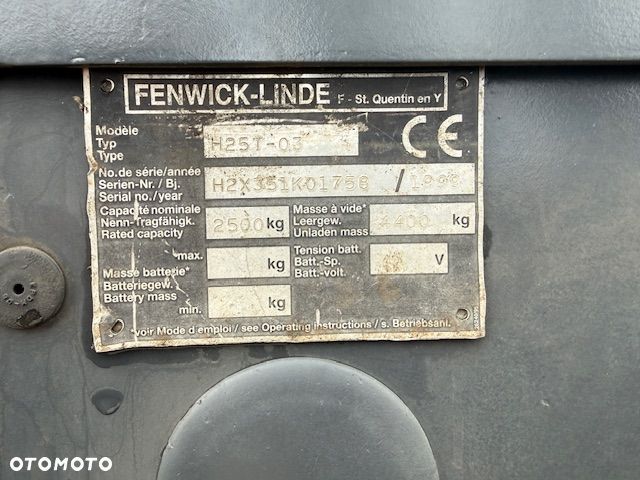 FENWICK-LINDE F - St. Quentin en Y
Modèle
Typ
Type
H25T-03
CE
No. de série/année
Serien-Nr. / Bj.
Serial no./year
H2X351K01758 /
Capacité nominale
Nenn-Tragfähigk.
Rated capacity
2500 kg
Masse à vide*
Leergew.
Unladen mass
4400 kg
Masse batterie*
Batteriegew.
Battery mass
max. kg
min. kg
Tension batt.
Batt.-Sp.
Batt.-volt.
V
*voir Mode d'emploi / see Operating Instructions / s. Betriebsanl.
OTOMOTO